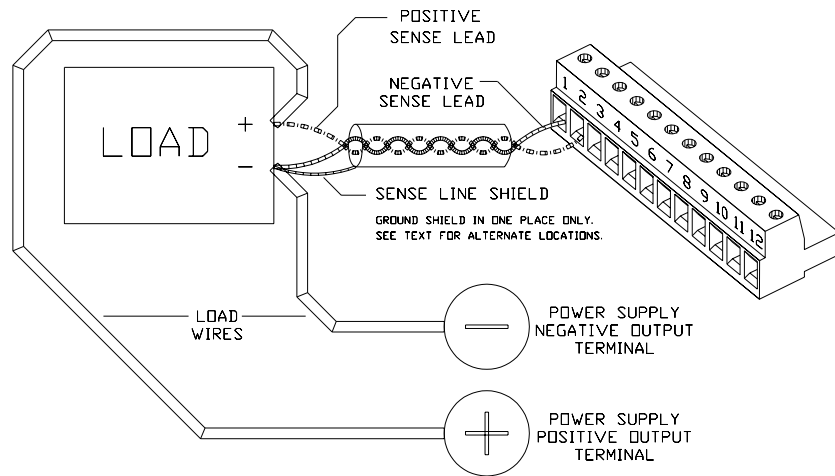 POSITIVE
SENSE LEAD
NEGATIVE
SENSE LEAD
1 2 3 4 5 6 7 8 9 10 11 12
LOAD
+
−
SENSE LINE SHIELD
GROUND SHIELD IN ONE PLACE ONLY.
SEE TEXT FOR ALTERNATE LOCATIONS.
LOAD
WIRES
POWER SUPPLY
NEGATIVE OUTPUT
TERMINAL
POWER SUPPLY
POSITIVE OUTPUT
TERMINAL